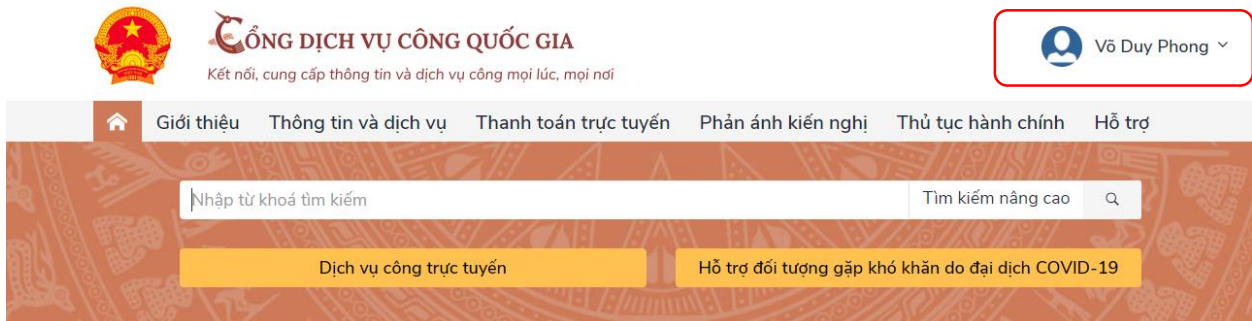 CỔNG DỊCH VỤ CÔNG QUỐC GIA
Kết nối, cung cấp thông tin và dịch vụ công mọi lúc, mọi nơi
Võ Duy Phong
Giới thiệu Thông tin và dịch vụ Thanh toán trực tuyến Phản ánh kiến nghị Thủ tục hành chính Hỗ trợ
Nhập từ khoá tìm kiếm Tìm kiếm nâng cao
Dịch vụ công trực tuyến Hỗ trợ đối tượng gặp khó khăn do đại dịch COVID-19